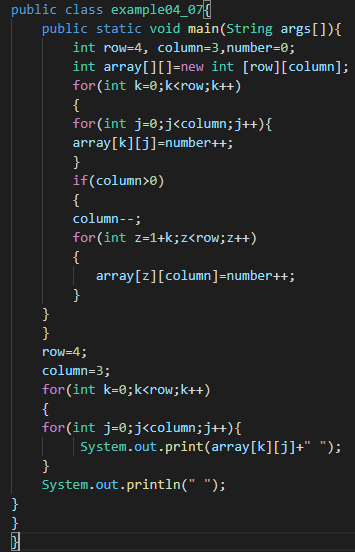 public class example04_07{
    public static void main(String args[]){
        int row=4, column=3,number=0;
        int array[][]=new int [row][column];
        for(int k=0;k<row;k++)
        {
        for(int j=0;j<column;j++){
        array[k][j]=number++;
        }
        if(column>0)
        {
        column--;
        for(int z=1+k;z<row;z++)
        {
           array[z][column]=number++;
        }
    }
    }
    row=4;
    column=3;
    for(int k=0;k<row;k++)
    {
    for(int j=0;j<column;j++){
         System.out.print(array[k][j]+" ");
    }
    System.out.println(" ");
}
}
}